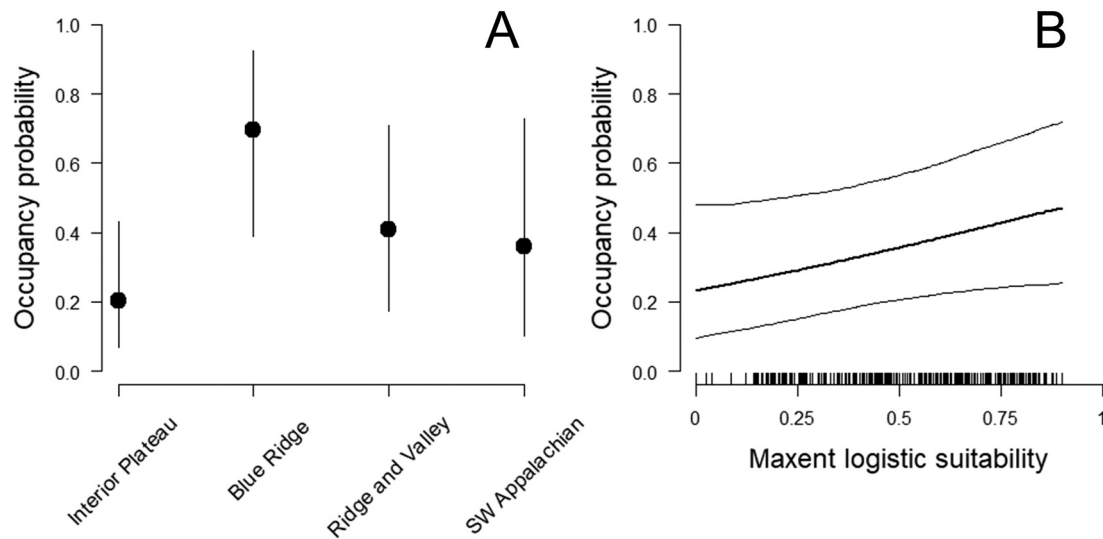 A
Occupancy probability
1.0
0.8
0.6
0.4
0.2
0.0
Interior Plateau
Blue Ridge
Ridge and Valley
SW Appalachian
B
Occupancy probability
1.0
0.8
0.6
0.4
0.2
0.0
0
0.25
0.5
0.75
1
Maxent logistic suitability